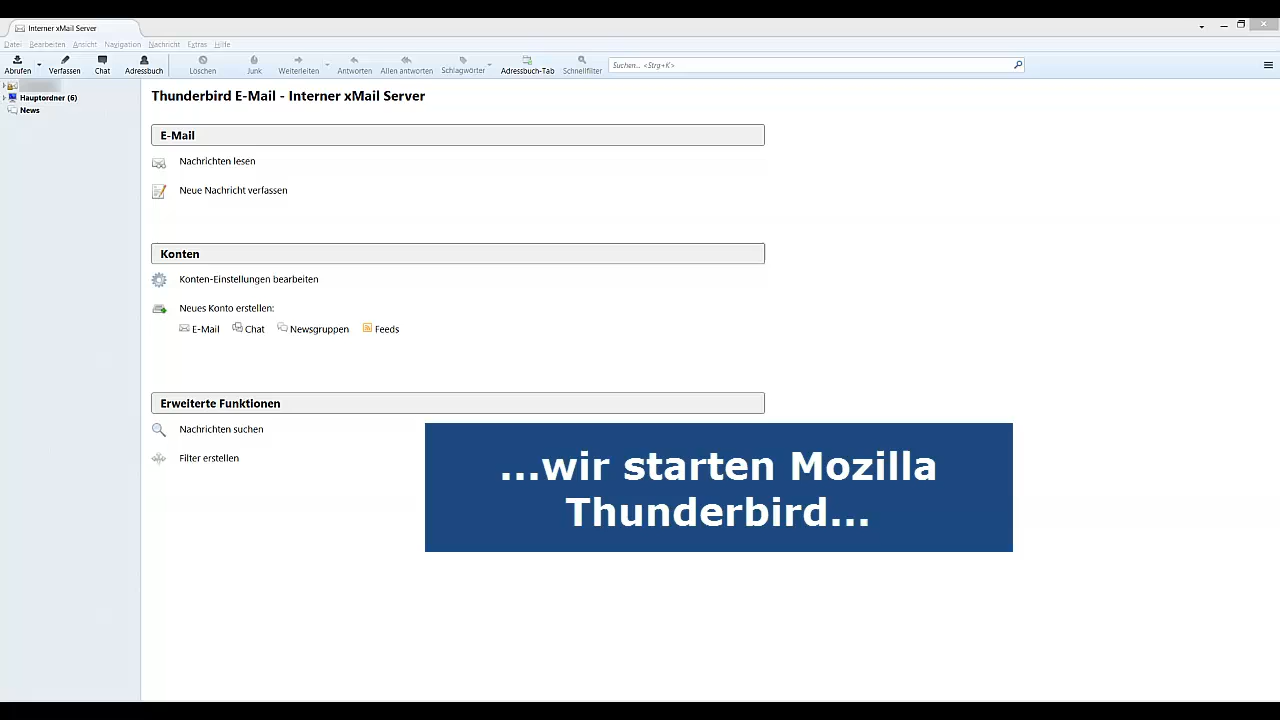 Interner xMail Server
Datei Bearbeiten Ansicht Navigation Nachricht Extras Hilfe
Abrufen Verfassen Chat Adressbuch Löschen Junk Weiterleiten Antworten Allen antworten Schlagwörter Adressbuch-Tab Schnellfilter Suchen... <Strg+K>
Hauptordner (6)
News
Thunderbird E-Mail - Interner xMail Server
E-Mail
Nachrichten lesen
Neue Nachricht verfassen
Konten
Konten-Einstellungen bearbeiten
Neues Konto erstellen:
E-Mail Chat Newsgruppen Feeds
Erweiterte Funktionen
Nachrichten suchen
Filter erstellen
...wir starten Mozilla
Thunderbird...